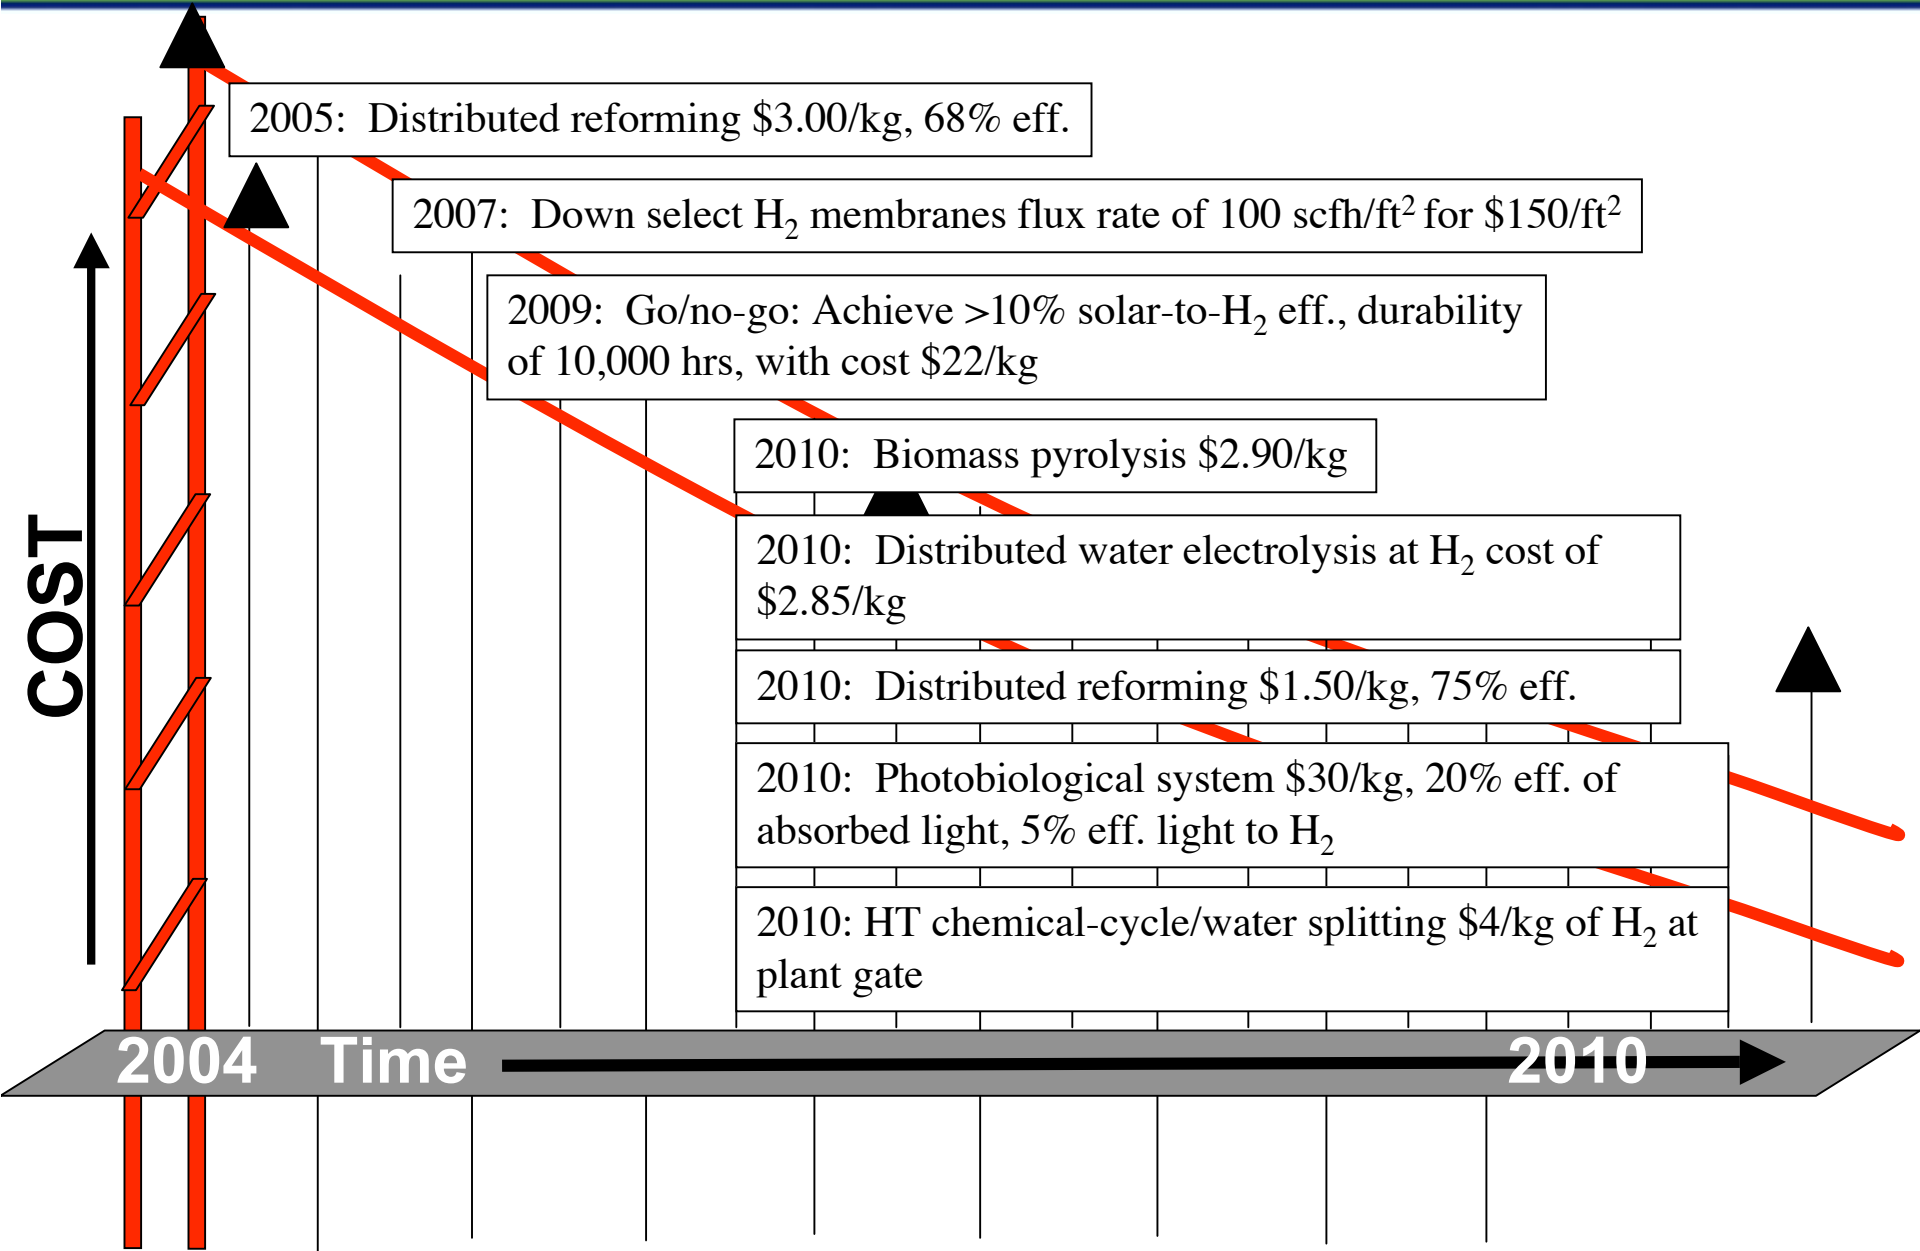 2005:  Distributed reforming $3.00/kg, 68% eff.
2007:  Down select H₂ membranes flux rate of 100 scfh/ft² for $150/ft²
2009:  Go/no-go: Achieve >10% solar-to-H₂ eff., durability
of 10,000 hrs, with cost $22/kg
2010:  Biomass pyrolysis $2.90/kg
2010:  Distributed water electrolysis at H₂ cost of
$2.85/kg
2010:  Distributed reforming $1.50/kg, 75% eff.
2010:  Photobiological system $30/kg, 20% eff. of
absorbed light, 5% eff. light to H₂
2010: HT chemical-cycle/water splitting $4/kg of H₂ at
plant gate
COST
2004 Time 2010